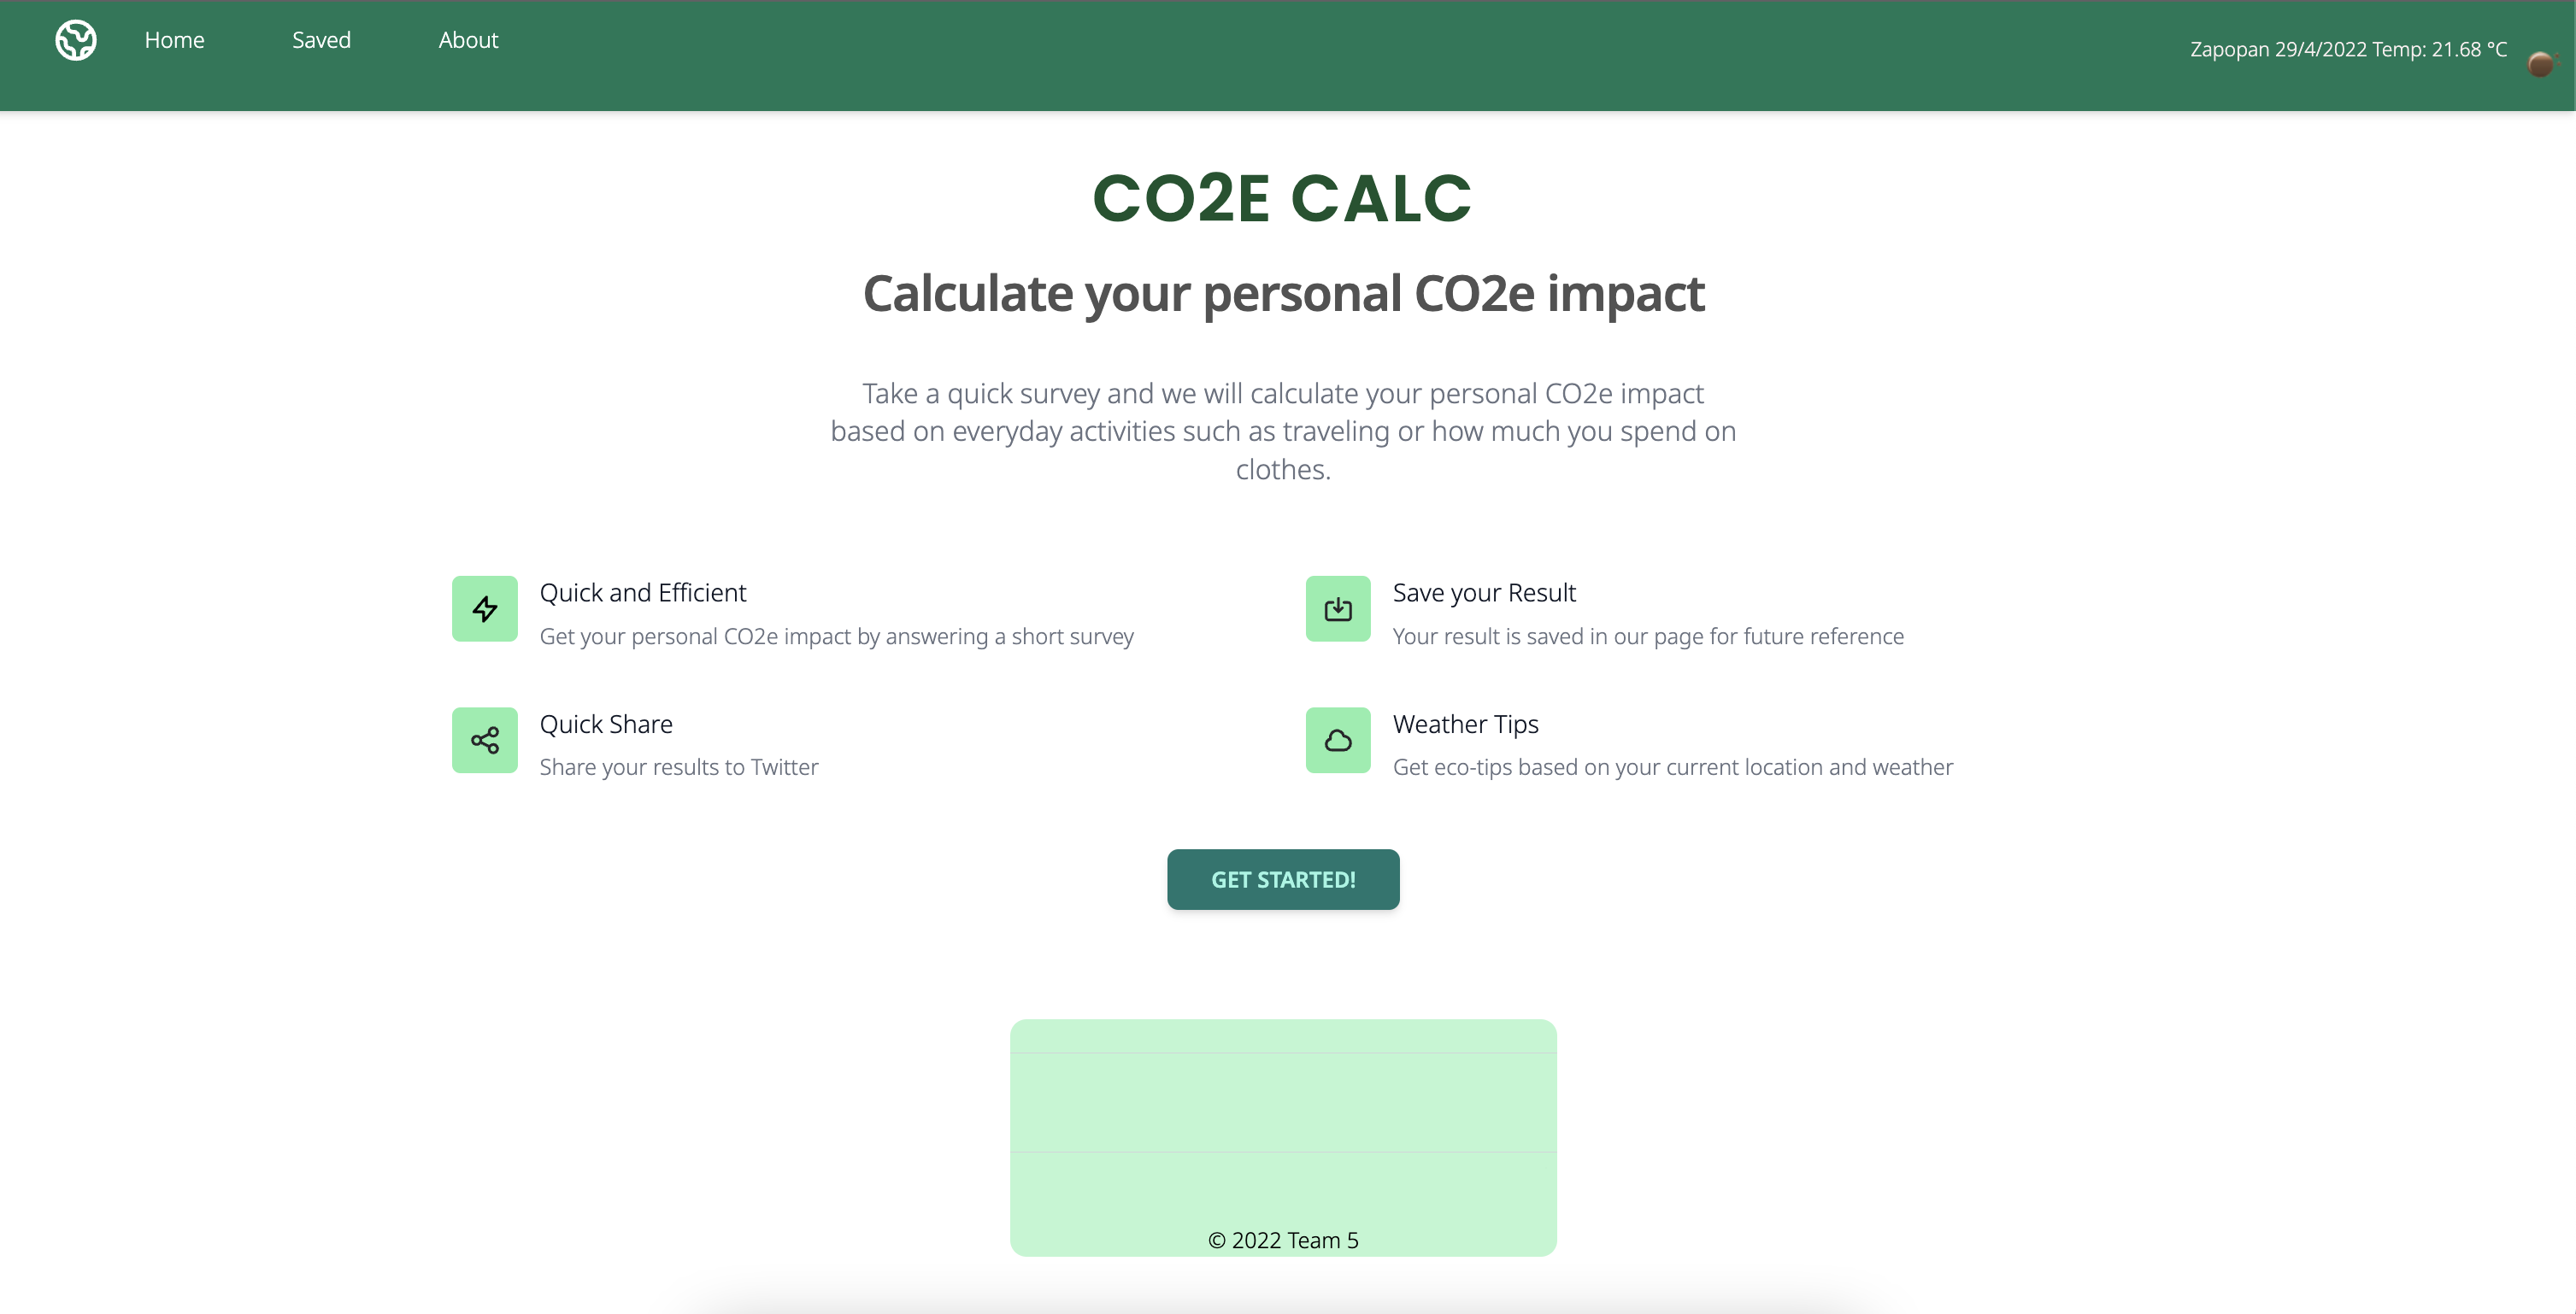 Home
Saved
About
Zapopan 29/4/2022 Temp: 21.68 °C
CO2E CALC
Calculate your personal CO2e impact
Take a quick survey and we will calculate your personal CO2e impact
based on everyday activities such as traveling or how much you spend on
clothes.
Quick and Efficient
Get your personal CO2e impact by answering a short survey
Save your Result
Your result is saved in our page for future reference
Quick Share
Share your results to Twitter
Weather Tips
Get eco-tips based on your current location and weather
GET STARTED!
© 2022 Team 5